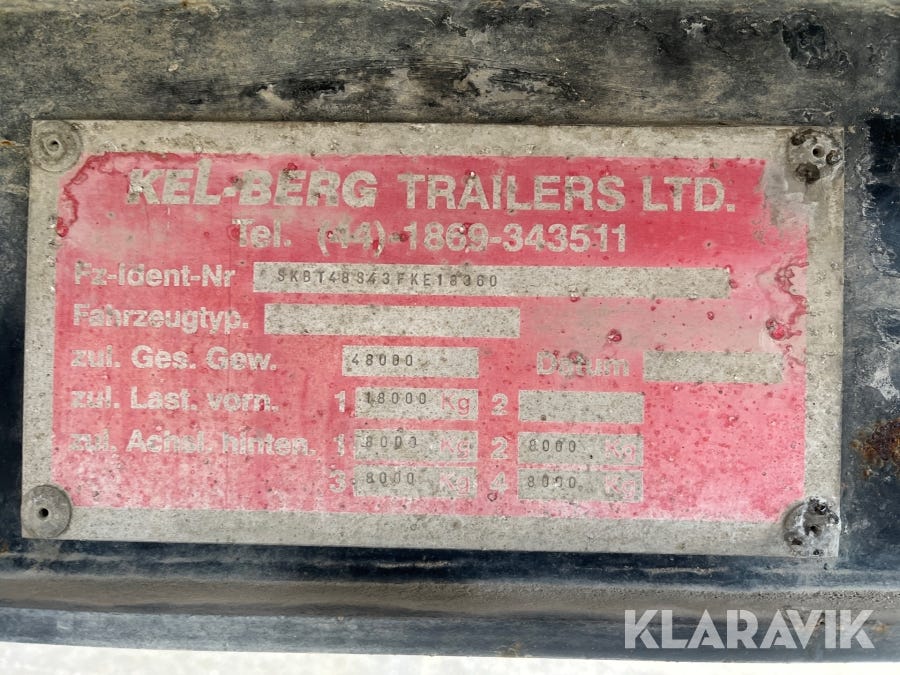 KEL-BERG TRAILERS LTD.
Tel. (44)-1869-343511
Fz-Ident-Nr SKBT48S43FKE18360
Fahrzeugtyp.
zul. Ges. Gew. 48000 Datum
zul. Last. vorn. 1 18000 Kg 2
zul. Achsl. hinten. 1 8000 Kg 2 8000 Kg
3 8000 Kg 4 8000 Kg
KLARAVIK